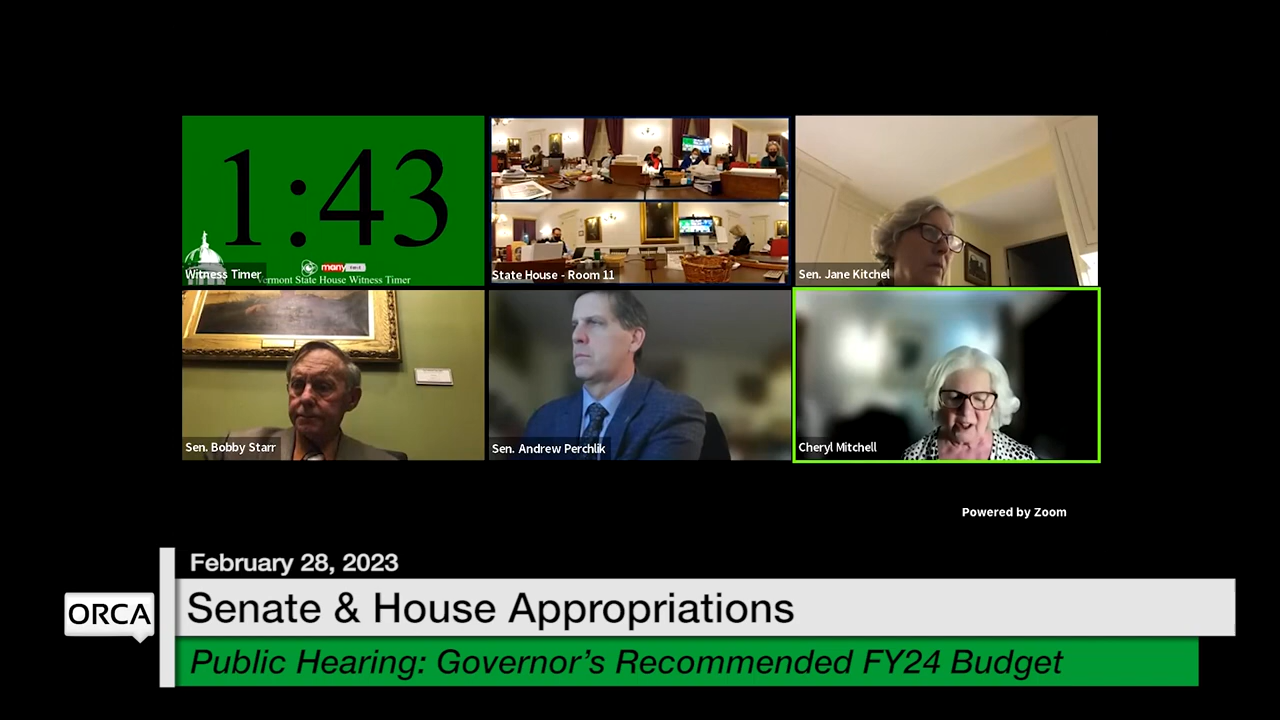 1:43
Witness Timer
many
Vermont State House Witness Timer
State House - Room 11
Sen. Jane Kitchel
Sen. Bobby Starr
Sen. Andrew Perchlik
Cheryl Mitchell
Powered by Zoom
February 28, 2023
ORCA
Senate & House Appropriations
Public Hearing: Governor's Recommended FY24 Budget